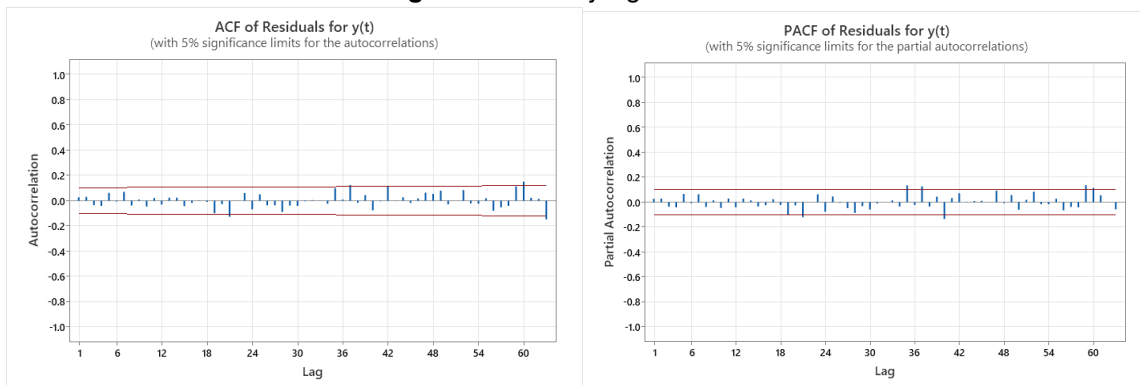 ACF of Residuals for y(t)
(with 5% significance limits for the autocorrelations)
1.0
0.8
0.6
0.4
0.2
0.0
-0.2
-0.4
-0.6
-0.8
-1.0
Autocorrelation
1 6 12 18 24 30 36 42 48 54 60
Lag
PACF of Residuals for y(t)
(with 5% significance limits for the partial autocorrelations)
1.0
0.8
0.6
0.4
0.2
0.0
-0.2
-0.4
-0.6
-0.8
-1.0
Partial Autocorrelation
1 6 12 18 24 30 36 42 48 54 60
Lag